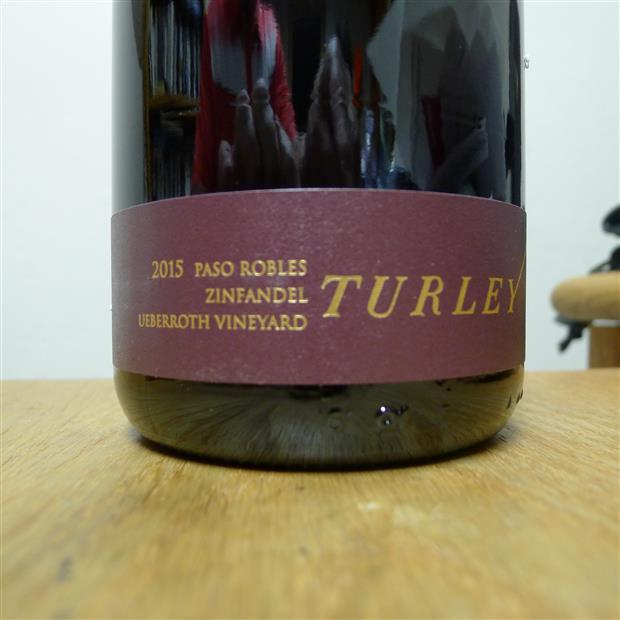 2015 PASO ROBLES
ZINFANDEL
UEBERROTH VINEYARD
TURLEY